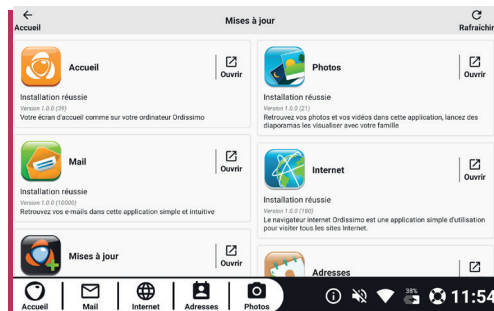 Accueil
Mises à jour
Rafraîchir
Accueil
Ouvrir
Installation réussie
Version 1.0.0 (39)
Votre écran d'accueil comme sur votre ordinateur Ordissimo
Photos
Ouvrir
Installation réussie
Version 1.0.0 (21)
Retrouvez vos photos et vos vidéos dans cette application, lancez des
diaporamas les visualiser avec votre famille
Mail
Ouvrir
Installation réussie
Version 1.0.0 (10000)
Retrouvez vos e-mails dans cette application simple et intuitive
Internet
Ouvrir
Installation réussie
Version 1.0.0 (180)
Le navigateur internet Ordissimo est une application simple d'utilisation
pour visiter tous les sites Internet.
Mises à jour
Ouvrir
Adresses
Accueil
Mail
Internet
Adresses
Photos
38%
11:54